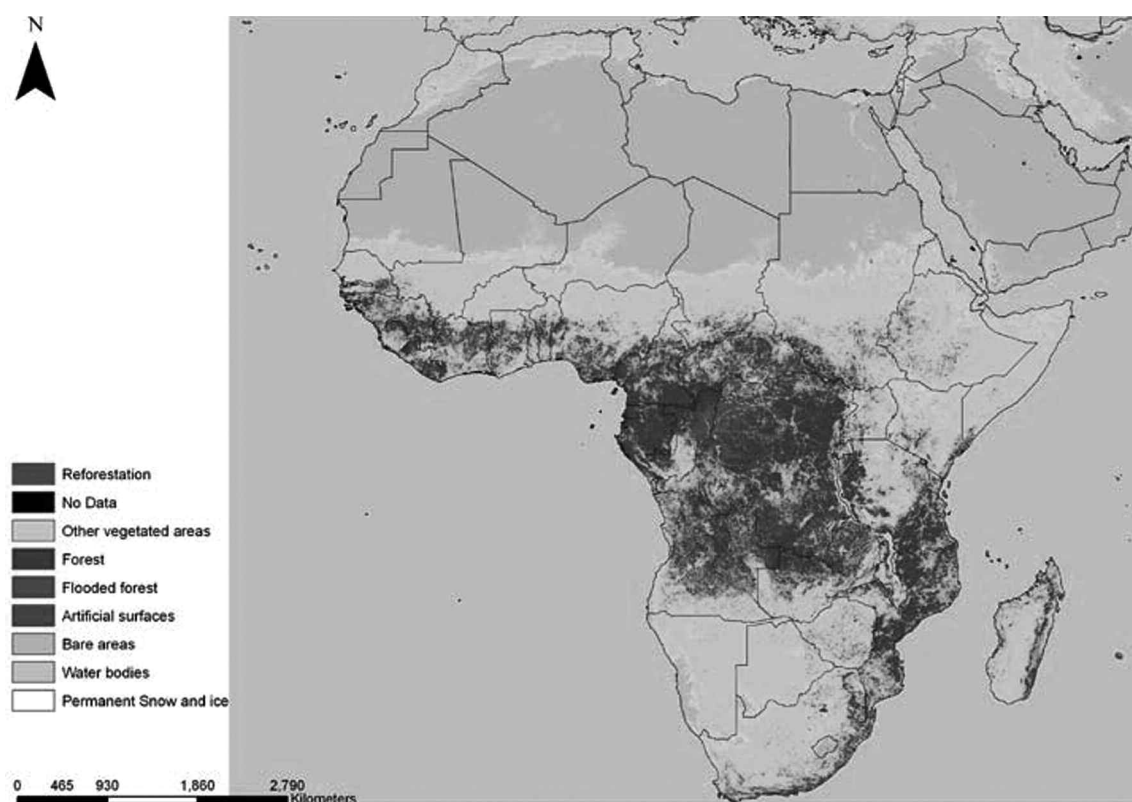 N
Reforestation
No Data
Other vegetated areas
Forest
Flooded forest
Artificial surfaces
Bare areas
Water bodies
Permanent Snow and ice
0 465 930 1,860 2,790
Kilometers